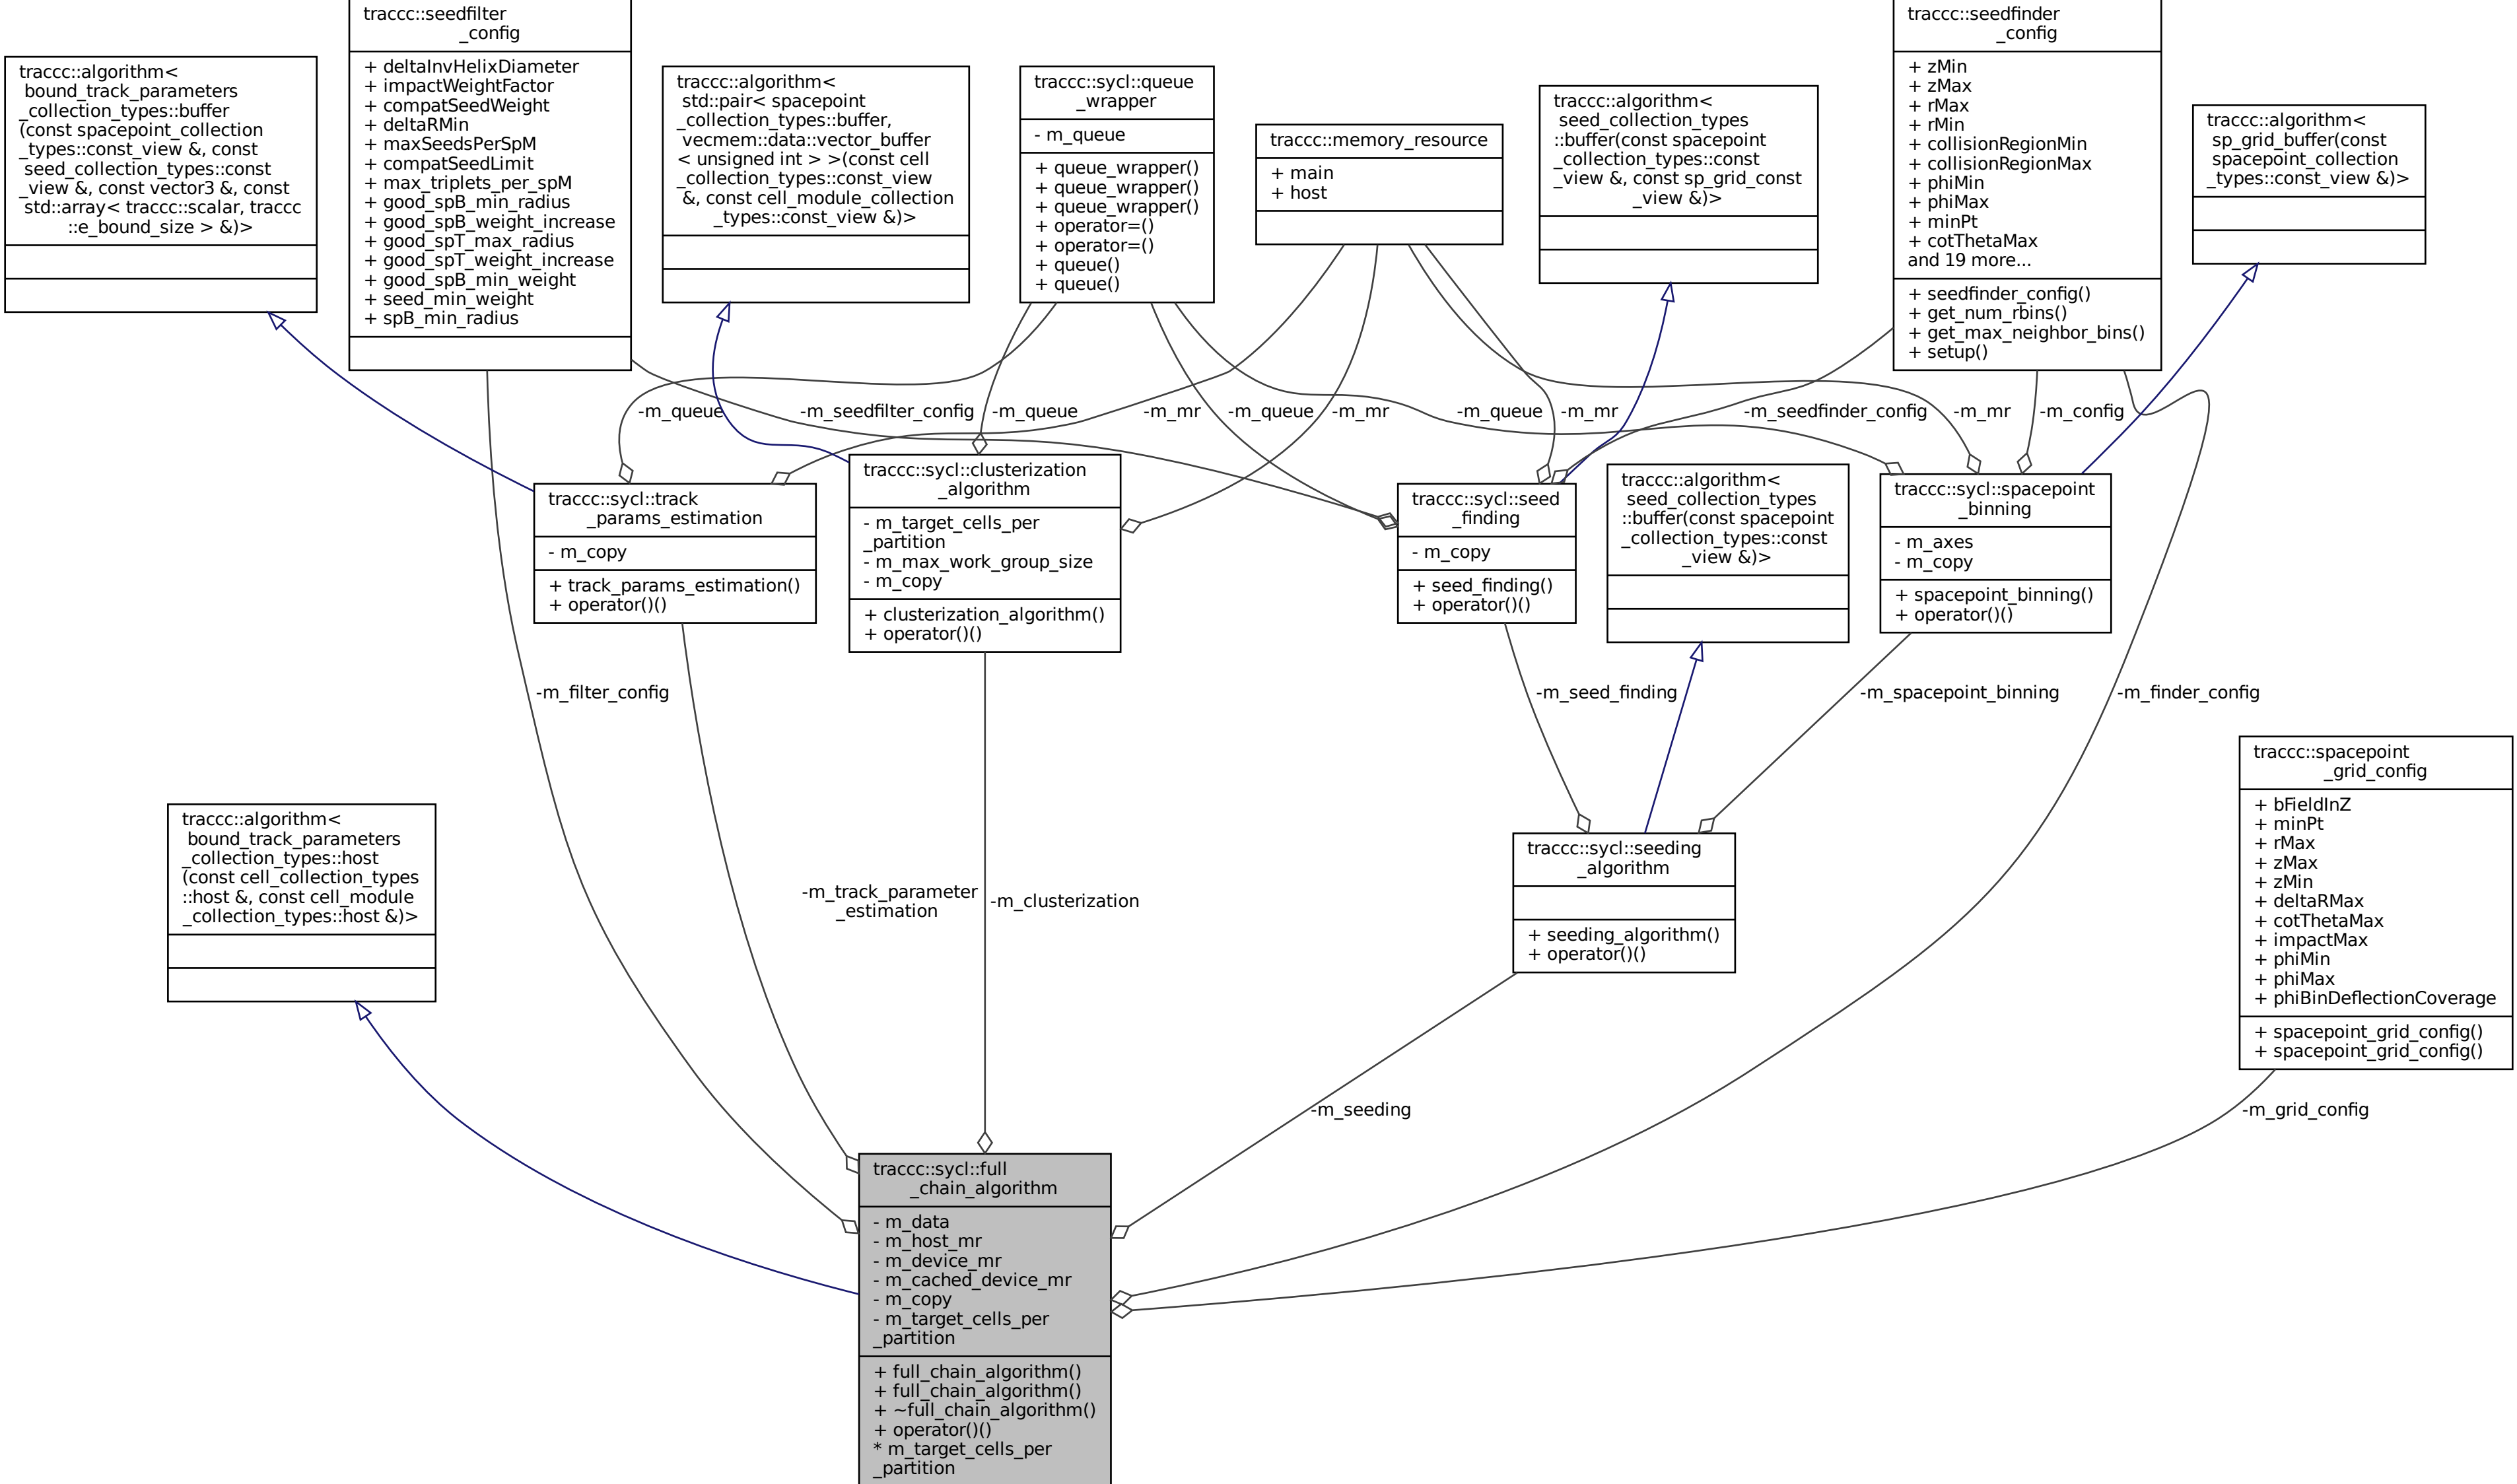 traccc::seedfilter
_config
+ deltaInvHelixDiameter
+ impactWeightFactor
+ compatSeedWeight
+ deltaRMin
+ maxSeedsPerSpM
+ compatSeedLimit
+ max_triplets_per_spM
+ good_spB_min_radius
+ good_spB_weight_increase
+ good_spT_max_radius
+ good_spT_weight_increase
+ good_spB_min_weight
+ seed_min_weight
+ spB_min_radius
traccc::seedfinder
_config
+ zMin
+ zMax
+ rMax
+ rMin
+ collisionRegionMin
+ collisionRegionMax
+ phiMin
+ phiMax
+ minPt
+ cotThetaMax
and 19 more...
+ seedfinder_config()
+ get_num_rbins()
+ get_max_neighbor_bins()
+ setup()
traccc::algorithm<
bound_track_parameters
_collection_types::buffer
(const spacepoint_collection
_types::const_view &, const
seed_collection_types::const
_view &, const vector3 &, const
std::array< traccc::scalar, traccc
::e_bound_size > &)>
traccc::algorithm<
std::pair< spacepoint
_collection_types::buffer,
vecmem::data::vector_buffer
< unsigned int > >(const cell
_collection_types::const_view
&, const cell_module_collection
_types::const_view &)>
traccc::sycl::queue
_wrapper
- m_queue
+ queue_wrapper()
+ queue_wrapper()
+ queue_wrapper()
+ operator=()
+ operator=()
+ queue()
+ queue()
traccc::memory_resource
+ main
+ host
traccc::algorithm<
seed_collection_types
::buffer(const spacepoint
_collection_types::const
_view &, const sp_grid_const
_view &)>
traccc::algorithm<
sp_grid_buffer(const
spacepoint_collection
_types::const_view &)>
-m_queue
-m_seedfilter_config
-m_queue
-m_mr
-m_queue
-m_mr
-m_queue
-m_mr
-m_seedfinder_config
-m_mr
-m_config
traccc::sycl::track
_params_estimation
- m_copy
+ track_params_estimation()
+ operator()()
traccc::sycl::clusterization
_algorithm
- m_target_cells_per
_partition
- m_max_work_group_size
- m_copy
+ clusterization_algorithm()
+ operator()()
traccc::sycl::seed
_finding
- m_copy
+ seed_finding()
+ operator()()
traccc::algorithm<
seed_collection_types
::buffer(const spacepoint
_collection_types::const
_view &)>
traccc::sycl::spacepoint
_binning
- m_axes
- m_copy
+ spacepoint_binning()
+ operator()()
-m_filter_config
-m_seed_finding
-m_spacepoint_binning
-m_finder_config
traccc::spacepoint
_grid_config
+ bFieldInZ
+ minPt
+ rMax
+ zMax
+ zMin
+ deltaRMax
+ cotThetaMax
+ impactMax
+ phiMin
+ phiMax
+ phiBinDeflectionCoverage
+ spacepoint_grid_config()
+ spacepoint_grid_config()
traccc::algorithm<
bound_track_parameters
_collection_types::host
(const cell_collection_types
::host &, const cell_module
_collection_types::host &)>
-m_track_parameter
_estimation
-m_clusterization
traccc::sycl::seeding
_algorithm
+ seeding_algorithm()
+ operator()()
-m_seeding
-m_grid_config
traccc::sycl::full
_chain_algorithm
- m_data
- m_host_mr
- m_device_mr
- m_cached_device_mr
- m_copy
- m_target_cells_per
_partition
+ full_chain_algorithm()
+ full_chain_algorithm()
+ ~full_chain_algorithm()
+ operator()()
* m_target_cells_per
_partition